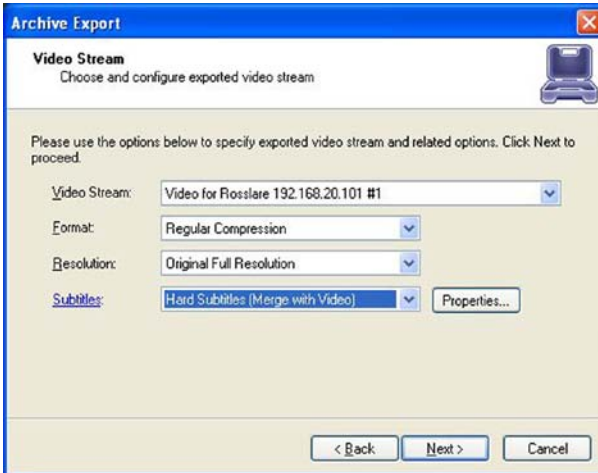 Archive Export
Video Stream
Choose and configure exported video stream
Please use the options below to specify exported video stream and related options. Click Next to
proceed.
Video Stream: Video for Rosslare 192.168.20.101 #1
Format: Regular Compression
Resolution: Original Full Resolution
Subtitles: Hard Subtitles (Merge with Video) Properties...
< Back Next > Cancel